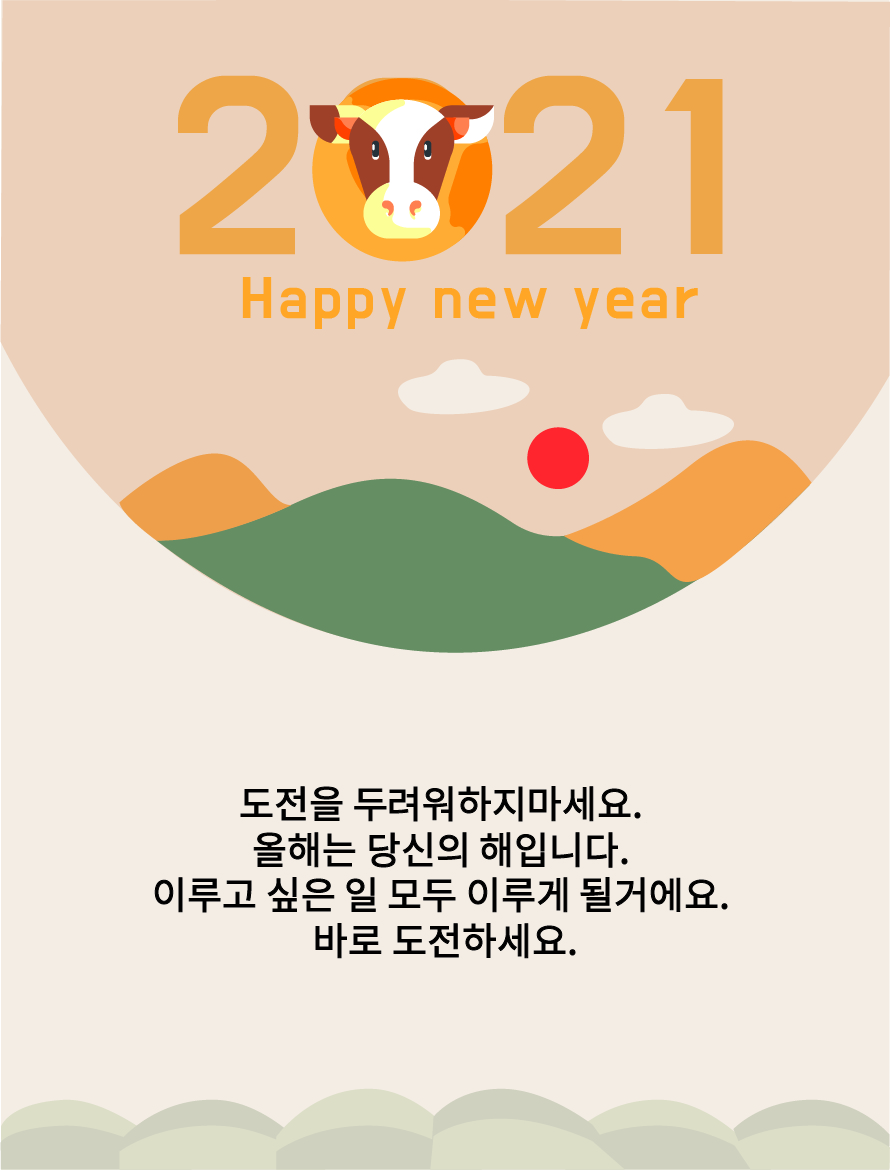 2021
Happy new year
도전을 두려워하지마세요.
올해는 당신의 해입니다.
이루고 싶은 일 모두 이루게 될거에요.
바로 도전하세요.